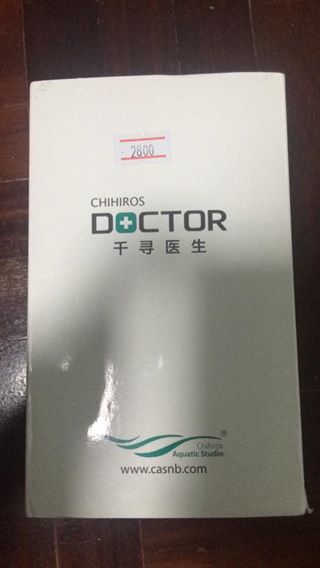 2800
CHIHIROS
DOCTOR
千寻医生
®
Chihiros
Aquatic Studio
www.casnb.com